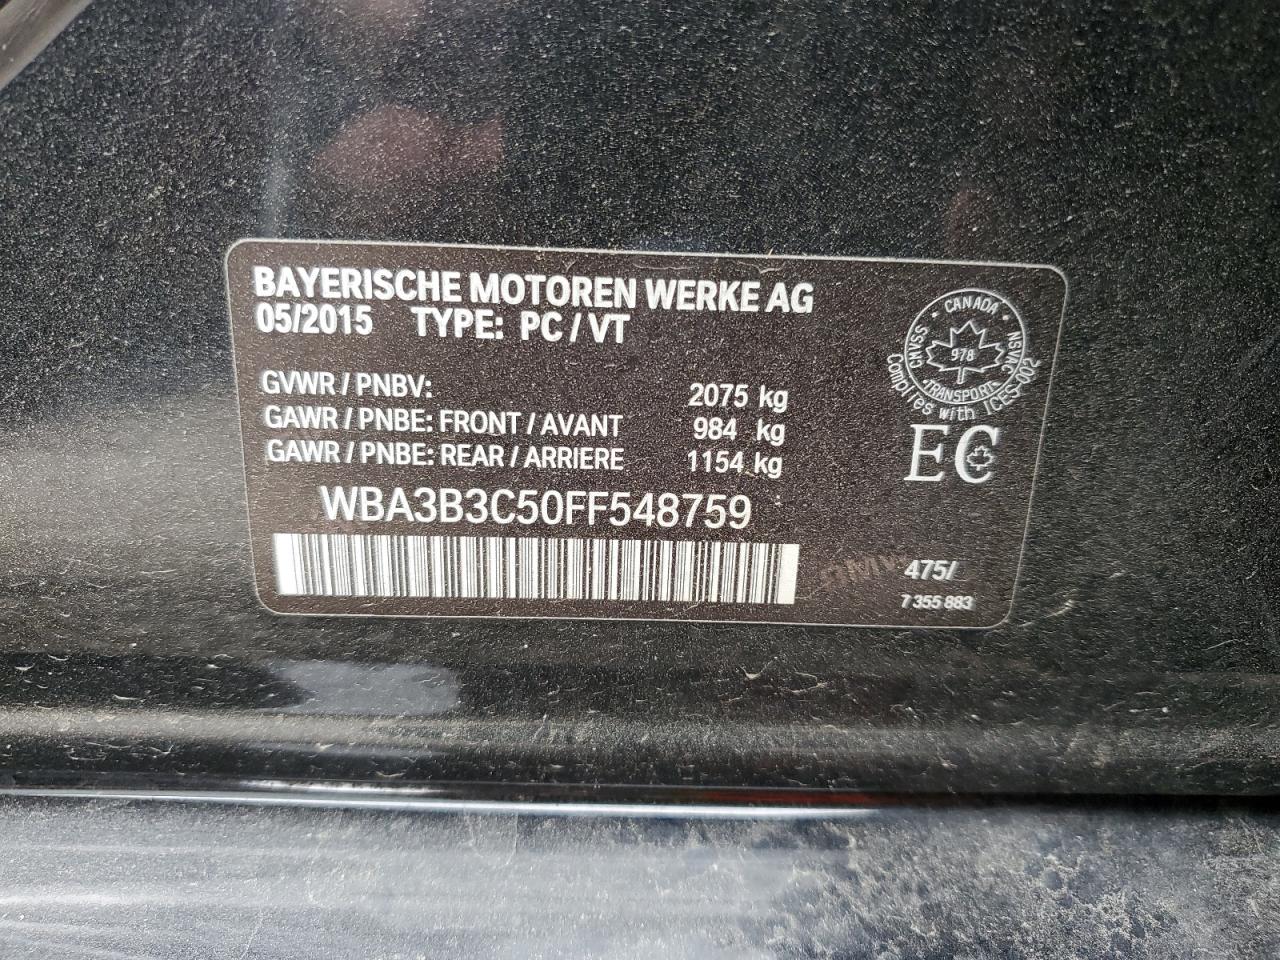 BAYERISCHE MOTOREN WERKE AG
05/2015 TYPE: PC / VT
GVWR / PNBV: 2075 kg
GAWR / PNBE: FRONT / AVANT 984 kg
GAWR / PNBE: REAR / ARRIERE 1154 kg
WBA3B3C50FF548759
CANADA
CMVSS NSVAC
978
TRANSPORT
Complies with ICES-002
EC
BMW 475/
7 355 883